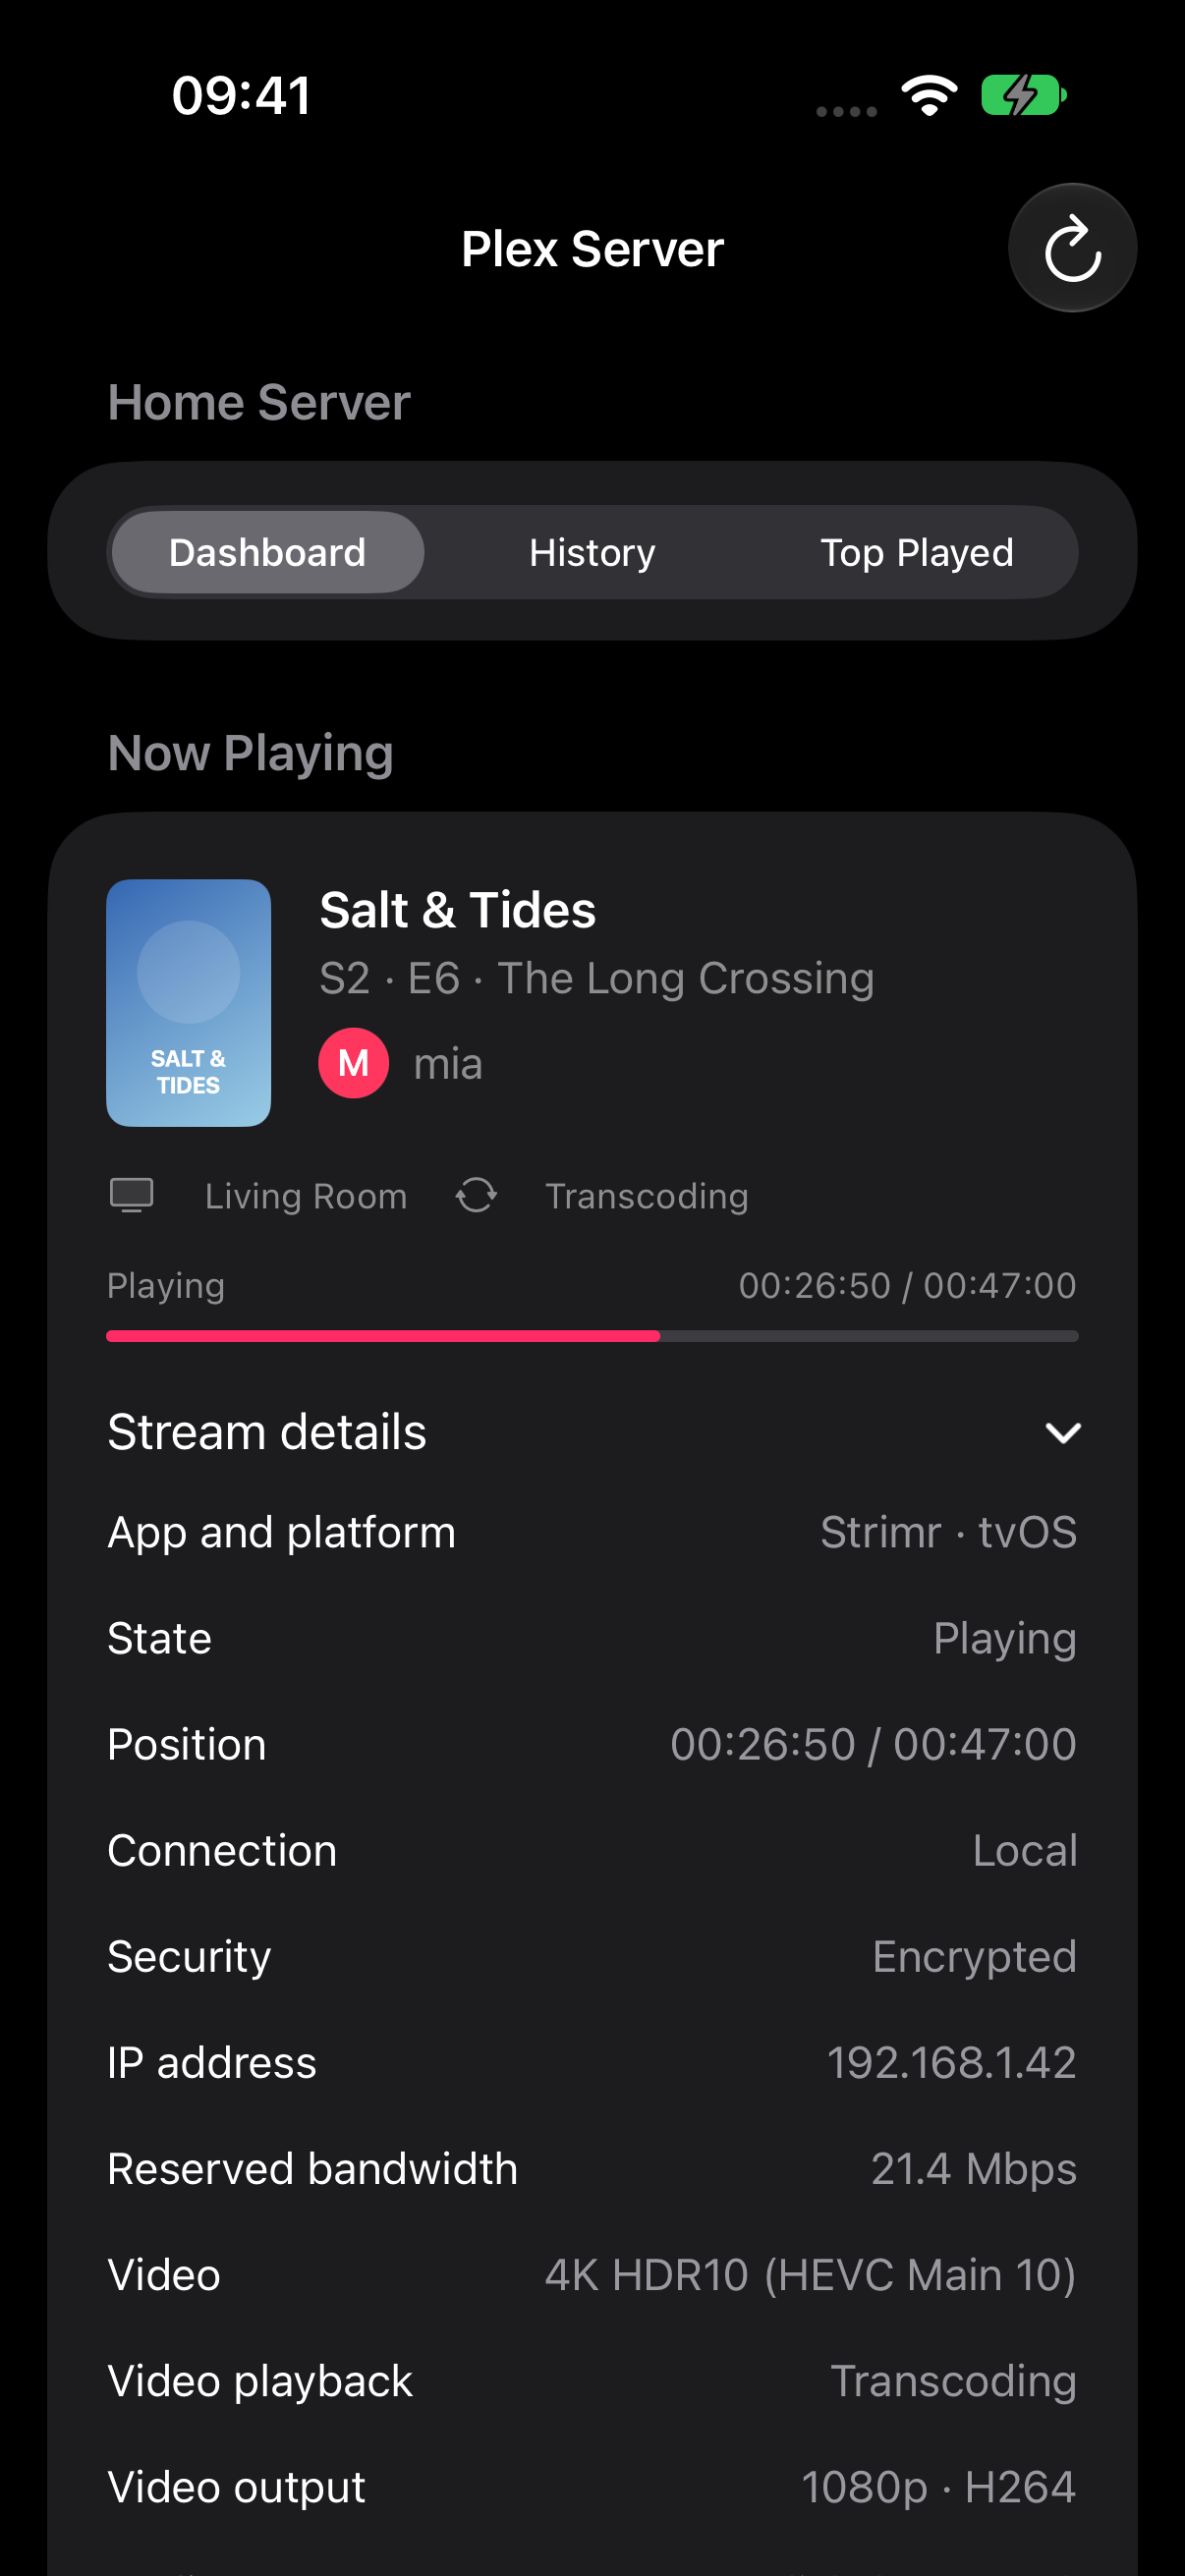 09:41
Plex Server
Home Server
Dashboard History Top Played
Now Playing
Salt & Tides
S2 · E6 · The Long Crossing
M mia
SALT &
TIDES
Living Room Transcoding
Playing 00:26:50 / 00:47:00
Stream details
App and platform Strimr · tvOS
State Playing
Position 00:26:50 / 00:47:00
Connection Local
Security Encrypted
IP address 192.168.1.42
Reserved bandwidth 21.4 Mbps
Video 4K HDR10 (HEVC Main 10)
Video playback Transcoding
Video output 1080p · H264